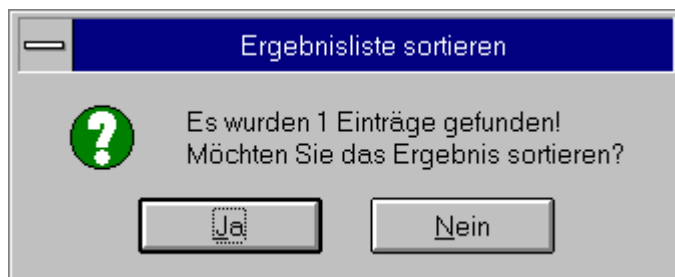 Ergebnisliste sortieren
Es wurden 1 Einträge gefunden!
Möchten Sie das Ergebnis sortieren?
Ja
Nein